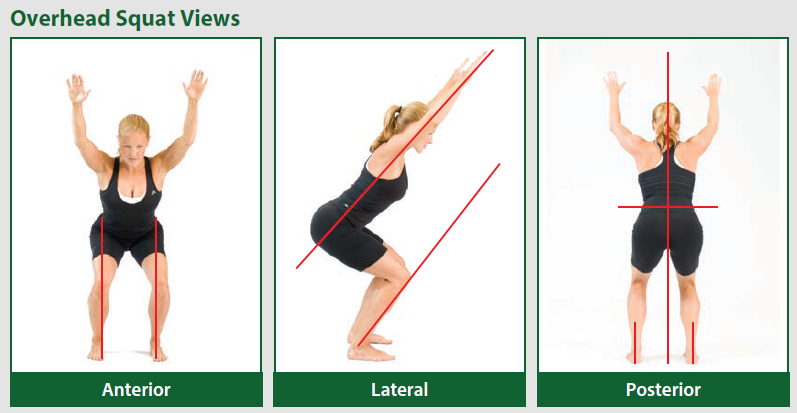 Overhead Squat Views
Anterior
Lateral
Posterior